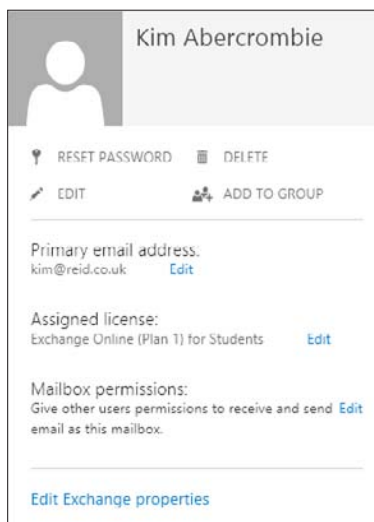 Kim Abercrombie
RESET PASSWORD DELETE
EDIT ADD TO GROUP
Primary email address:
kim@reid.co.uk Edit
Assigned license:
Exchange Online (Plan 1) for Students Edit
Mailbox permissions:
Give other users permissions to receive and send Edit
email as this mailbox.
Edit Exchange properties